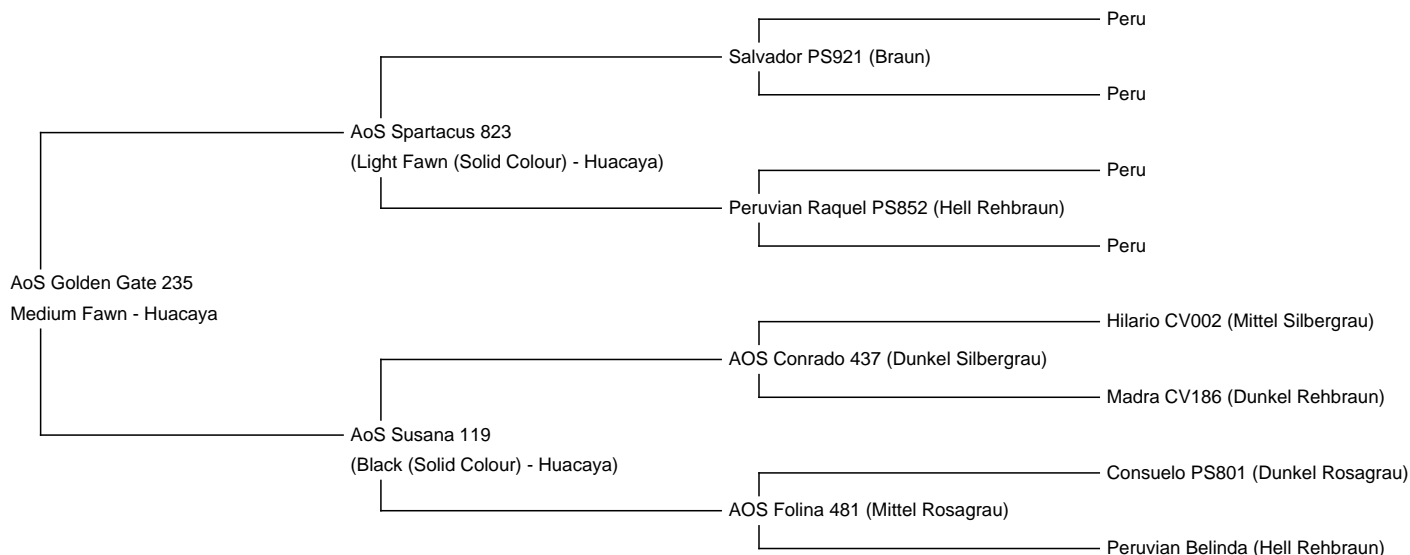 Peru
Salvador PS921 (Braun)
Peru
AoS Spartacus 823
(Light Fawn (Solid Colour) - Huacaya)
Peru
Peruvian Raquel PS852 (Hell Rehbraun)
Peru
AoS Golden Gate 235
Medium Fawn - Huacaya
Hilario CV002 (Mittel Silbergrau)
AOS Conrado 437 (Dunkel Silbergrau)
Madra CV186 (Dunkel Rehbraun)
AoS Susana 119
(Black (Solid Colour) - Huacaya)
Consuelo PS801 (Dunkel Rosagrau)
AOS Folina 481 (Mittel Rosagrau)
Peruvian Belinda (Hell Rehbraun)